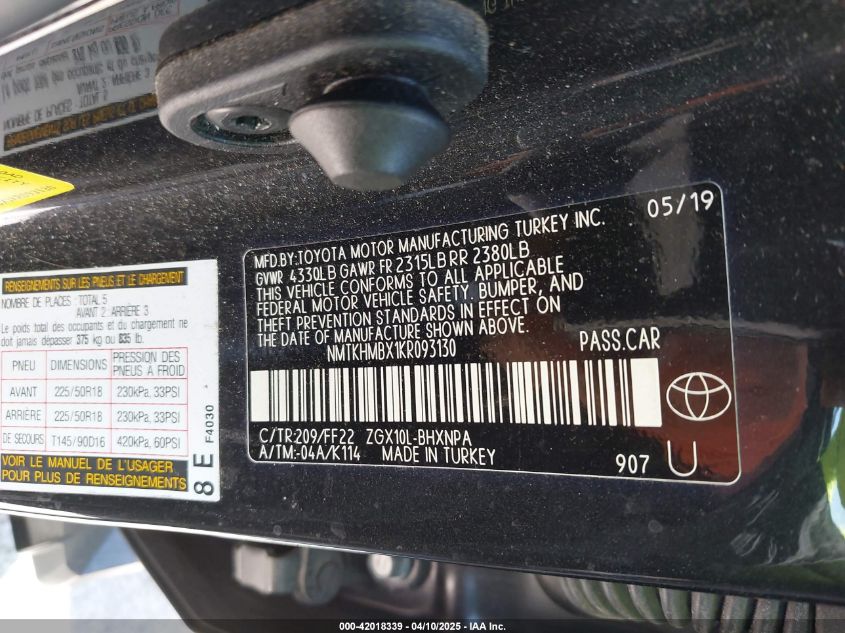 05/19
MFD.BY:TOYOTA MOTOR MANUFACTURING TURKEY INC.
GVWR 4330LB GAWR FR 2315LB RR 2380LB
THIS VEHICLE CONFORMS TO ALL APPLICABLE
FEDERAL MOTOR VEHICLE SAFETY, BUMPER, AND
THEFT PREVENTION STANDARDS IN EFFECT ON
THE DATE OF MANUFACTURE SHOWN ABOVE.
NMTKHMBX1KR093130 PASS.CAR
C/TR:209/FF22 ZGX10L-BHXNPA
A/TM:-04A/K114 MADE IN TURKEY
907 U
RENSEIGNEMENTS SUR LES PNEUS ET LE CHARGEMENT
NOMBRE DE PLACES : TOTAL 5
AVANT 2 : ARRIÈRE 3
Le poids total des occupants et du chargement ne
doit jamais dépasser 375 kg ou 835 lb.
PNEU DIMENSIONS PRESSION DES PNEUS À FROID
AVANT 225/50R18 230kPa, 33PSI
ARRIÈRE 225/50R18 230kPa, 33PSI
DE SECOURS T145/90D16 420kPa, 60PSI
VOIR LE MANUEL DE L'USAGER
POUR PLUS DE RENSEIGNEMENTS
8 E F4030
000-42018339 - 04/10/2025 - IAA Inc.